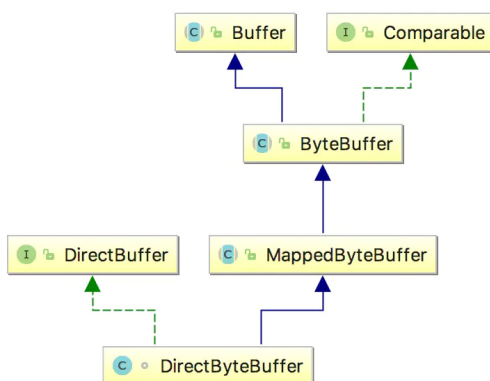 C Buffer
I Comparable
C ByteBuffer
I DirectBuffer
C MappedByteBuffer
C DirectByteBuffer